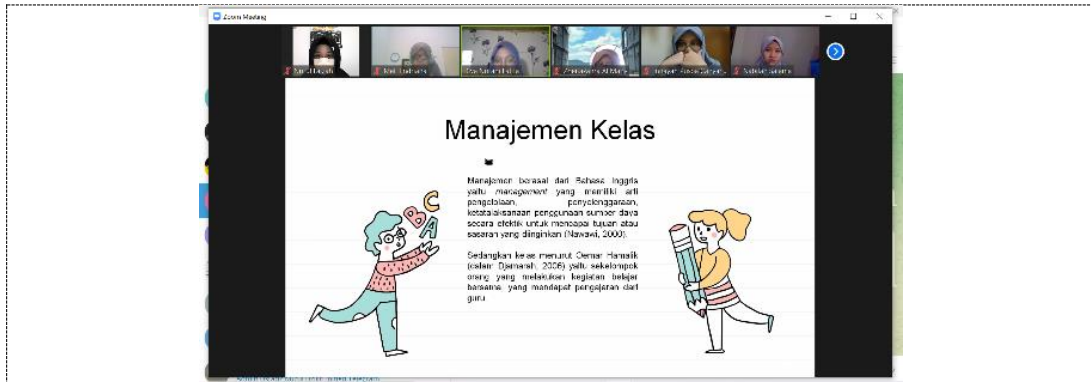 Zoom Meeting
Manajemen Kelas
Manajemen berasal dari Bahasa Inggris
yaitu management yang memiliki arti
pengelolaan, penyelenggaraan,
ketatalaksanaan penggunaan sumber daya
secara efektik untuk mencapai tujuan atau
sasaran yang diinginkan (Nawawi, 2000).
Sedangkan kelas menurut Oemar Hamalik
(dalam Djamarah, 2006) yaitu sekelompok
orang yang melakukan kegiatan belajar
bersama, yang mendapat pengajaran dari
guru
B C
A